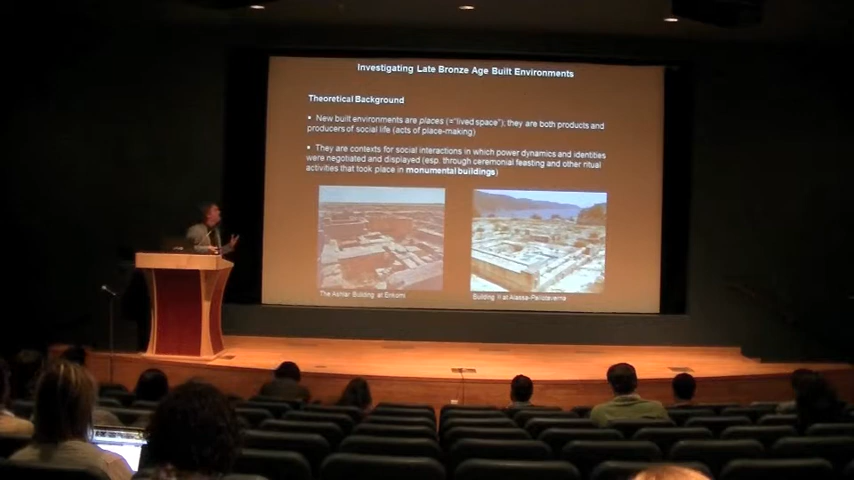 Investigating Late Bronze Age Built Environments
Theoretical Background
• New built environments are places (="lived space"); they are both products and
producers of social life (acts of place-making)
• They are contexts for social interactions in which power dynamics and identities
were negotiated and displayed (esp. through ceremonial feasting and other ritual
activities that took place in monumental buildings)
The Ashlar Building at Enkomi
Building II at Alassa-Paliotaverna